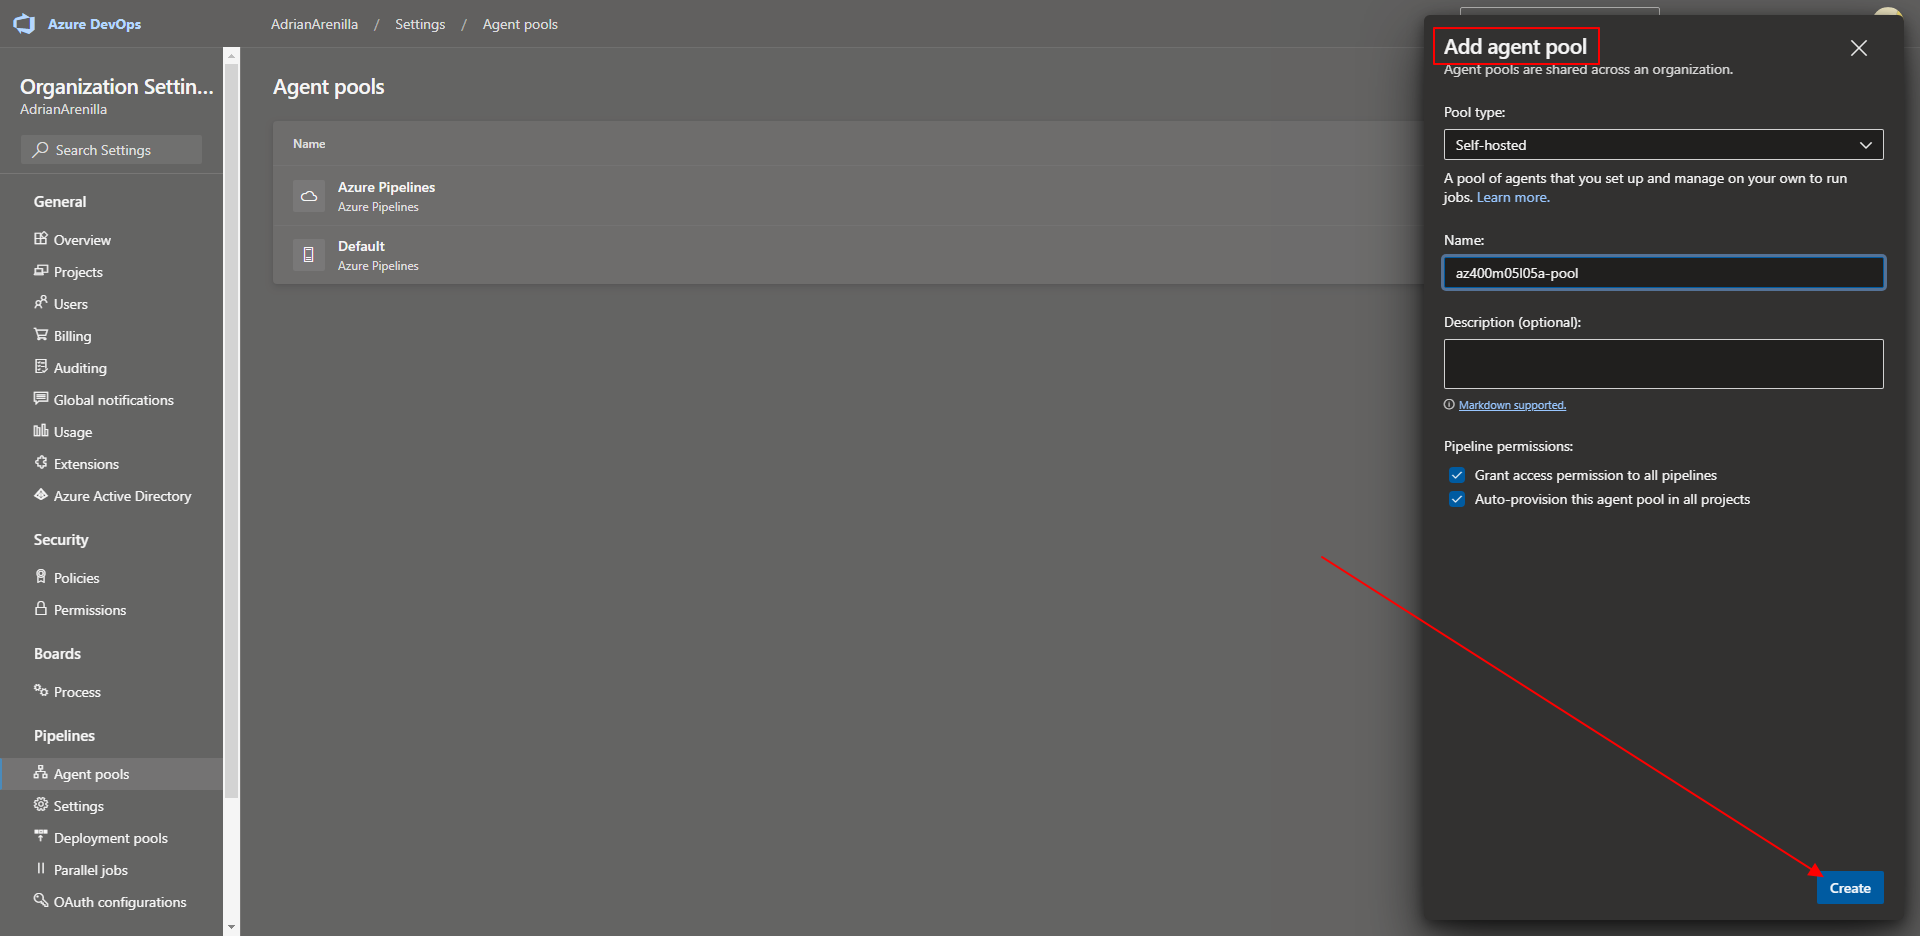 Azure DevOps
AdrianArenilla / Settings / Agent pools
Organization Settin...
AdrianArenilla
Search Settings
General
Overview
Projects
Users
Billing
Auditing
Global notifications
Usage
Extensions
Azure Active Directory
Security
Policies
Permissions
Boards
Process
Pipelines
Agent pools
Settings
Deployment pools
Parallel jobs
OAuth configurations
Agent pools
Name
Azure Pipelines
Azure Pipelines
Default
Azure Pipelines
Add agent pool
Agent pools are shared across an organization.
Pool type:
Self-hosted
A pool of agents that you set up and manage on your own to run
jobs. Learn more.
Name:
az400m05l05a-pool
Description (optional):
Markdown supported.
Pipeline permissions:
Grant access permission to all pipelines
Auto-provision this agent pool in all projects
Create